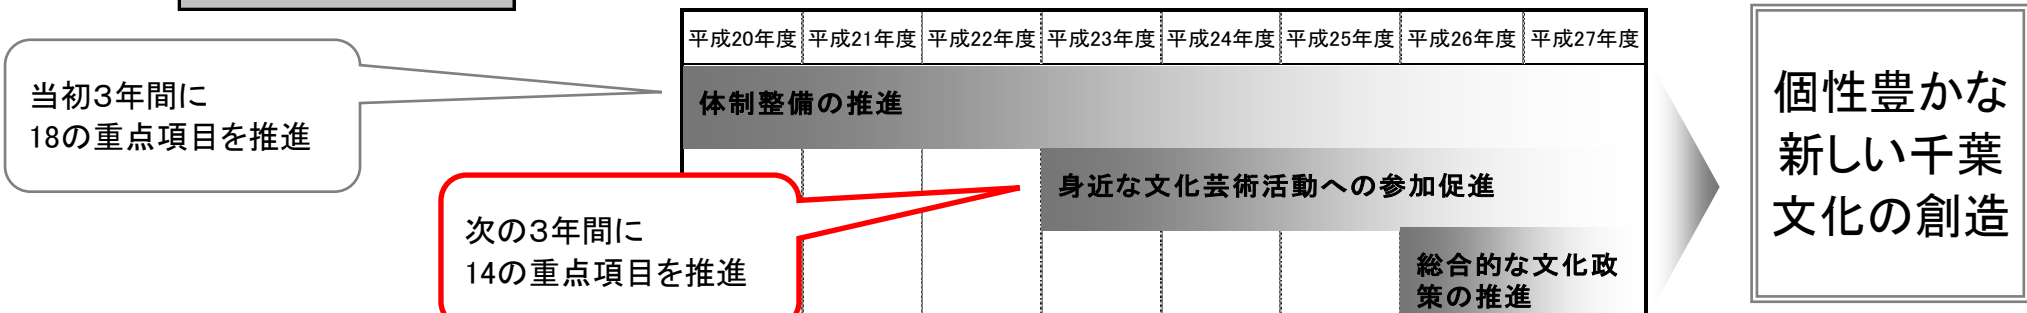 平成20年度 平成21年度 平成22年度 平成23年度 平成24年度 平成25年度 平成26年度 平成27年度
当初3年間に
18の重点項目を推進
体制整備の推進
次の3年間に
14の重点項目を推進
身近な文化芸術活動への参加促進
総合的な文化政
策の推進
個性豊かな
新しい千葉
文化の創造